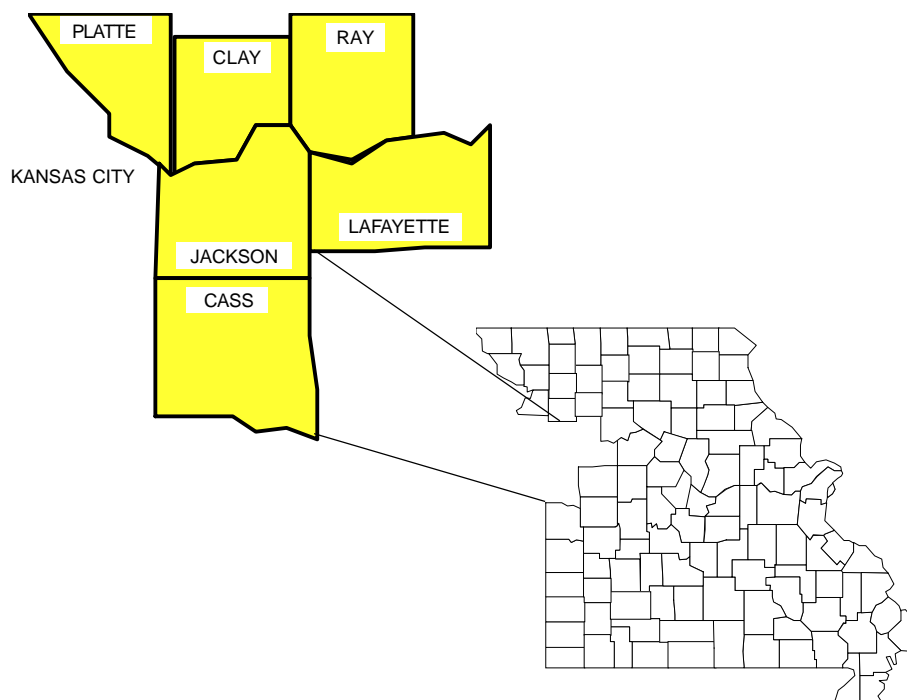 PLATTE
CLAY
RAY
KANSAS CITY
LAFAYETTE
JACKSON
CASS